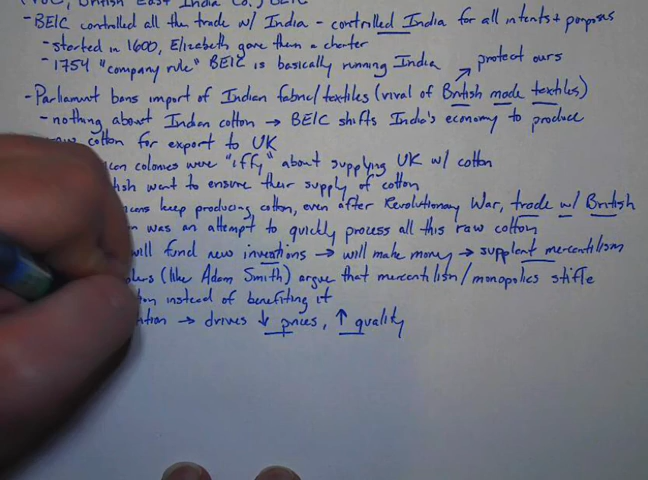 British East India Co.) BEIC
-BEIC controlled all the trade w/ India - controlled India for all intents + porposes
-started in 1600, Elizabeth gave them a charter
-1754 "company rule" BEIC is basically running India
protect ours
-Parliament bans import of Indian fabric/textiles (rival of British made textiles)
-nothing about Indian cotton → BEIC shifts India's economy to produce
cotton for export to UK
colonies were "iffy" about supplying UK w/ cotton
want to ensure their supply of cotton
keep producing cotton, even after Revolutionary War, trade w/ British
was an attempt to quickly process all this raw cotton
will fund new inventions → will make money → supplant mercantilism
(like Adam Smith) argue that mercantilism/monopolies stifle
instead of benefiting it
→ drives ↓ prices, ↑ quality